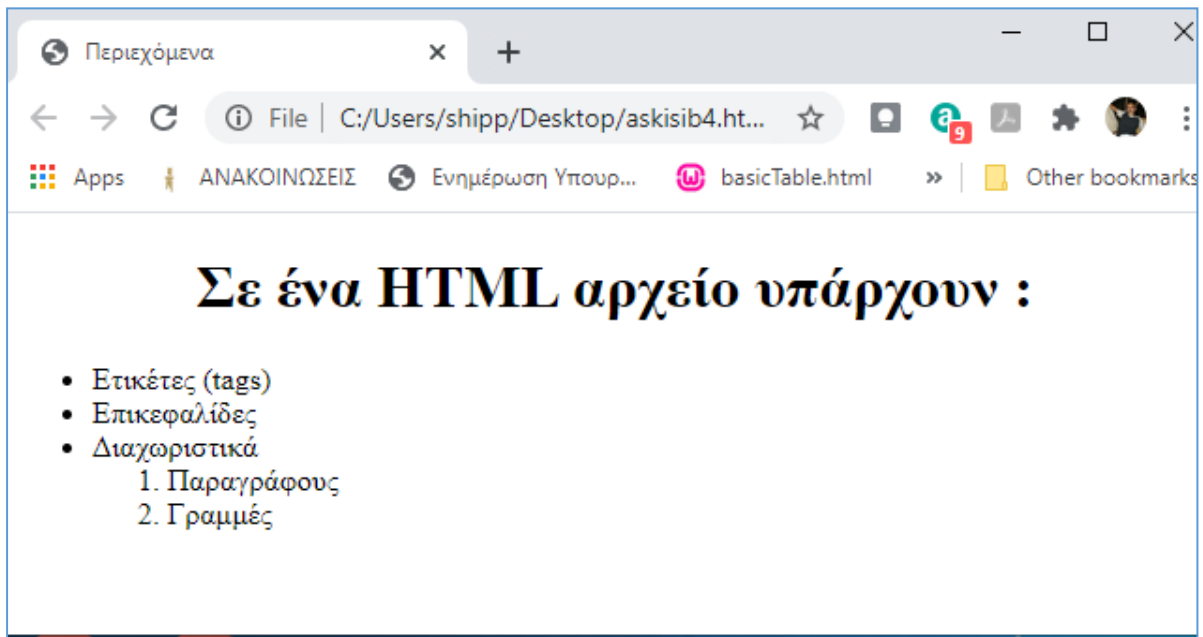 Περιεχόμενα
File | C:/Users/shipp/Desktop/askisib4.ht...
a 9
Apps ΑΝΑΚΟΙΝΩΣΕΙΣ Ενημέρωση Υπουρ... basicTable.html » Other bookmarks
Σε ένα HTML αρχείο υπάρχουν :
• Ετικέτες (tags)
• Επικεφαλίδες
• Διαχωριστικά
1. Παραγράφους
2. Γραμμές